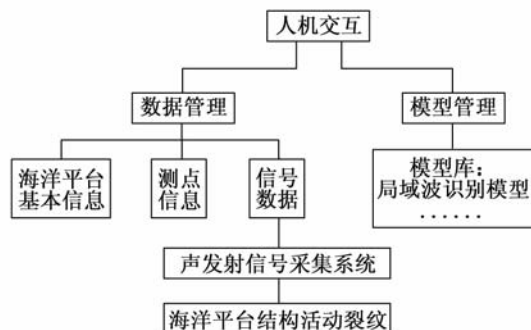 人机交互
数据管理
模型管理
海洋平台
基本信息
测点
信息
信号
数据
模型库：
局域波识别模型
······
声发射信号采集系统
海洋平台结构活动裂纹